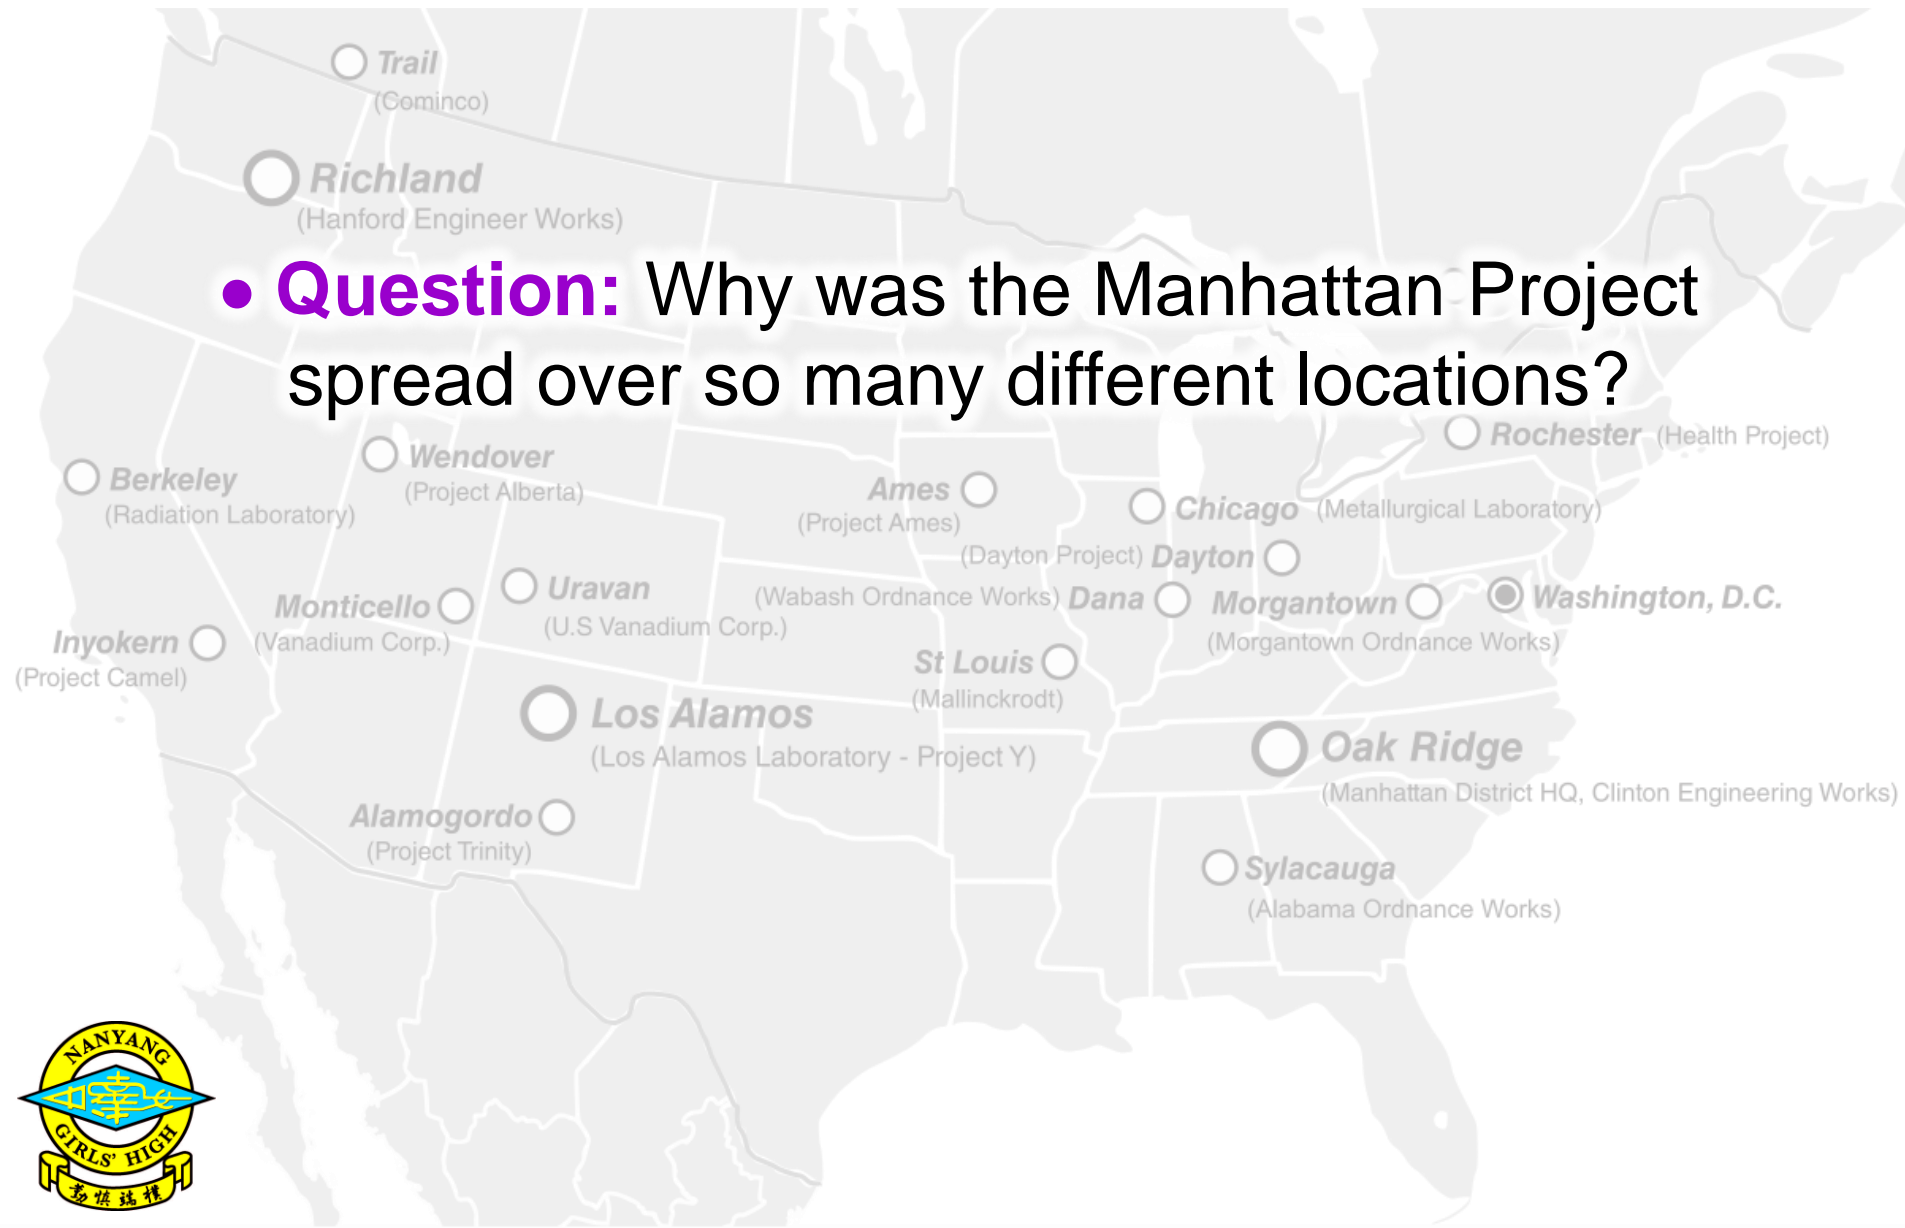 Trail
(Cominco)
Richland
(Hanford Engineer Works)
• Question: Why was the Manhattan Project
spread over so many different locations?
Rochester (Health Project)
Wendover
(Project Alberta)
Berkeley
(Radiation Laboratory)
Ames
(Project Ames)
Chicago (Metallurgical Laboratory)
(Dayton Project) Dayton
Uravan
(U.S Vanadium Corp.)
(Wabash Ordnance Works) Dana
Morgantown
(Morgantown Ordnance Works)
Washington, D.C.
Monticello
(Vanadium Corp.)
Inyokern
(Project Camel)
St Louis
(Mallinckrodt)
Los Alamos
(Los Alamos Laboratory - Project Y)
Oak Ridge
(Manhattan District HQ, Clinton Engineering Works)
Alamogordo
(Project Trinity)
Sylacauga
(Alabama Ordnance Works)
NANYANG
GIRLS' HIGH
勤慎端樸